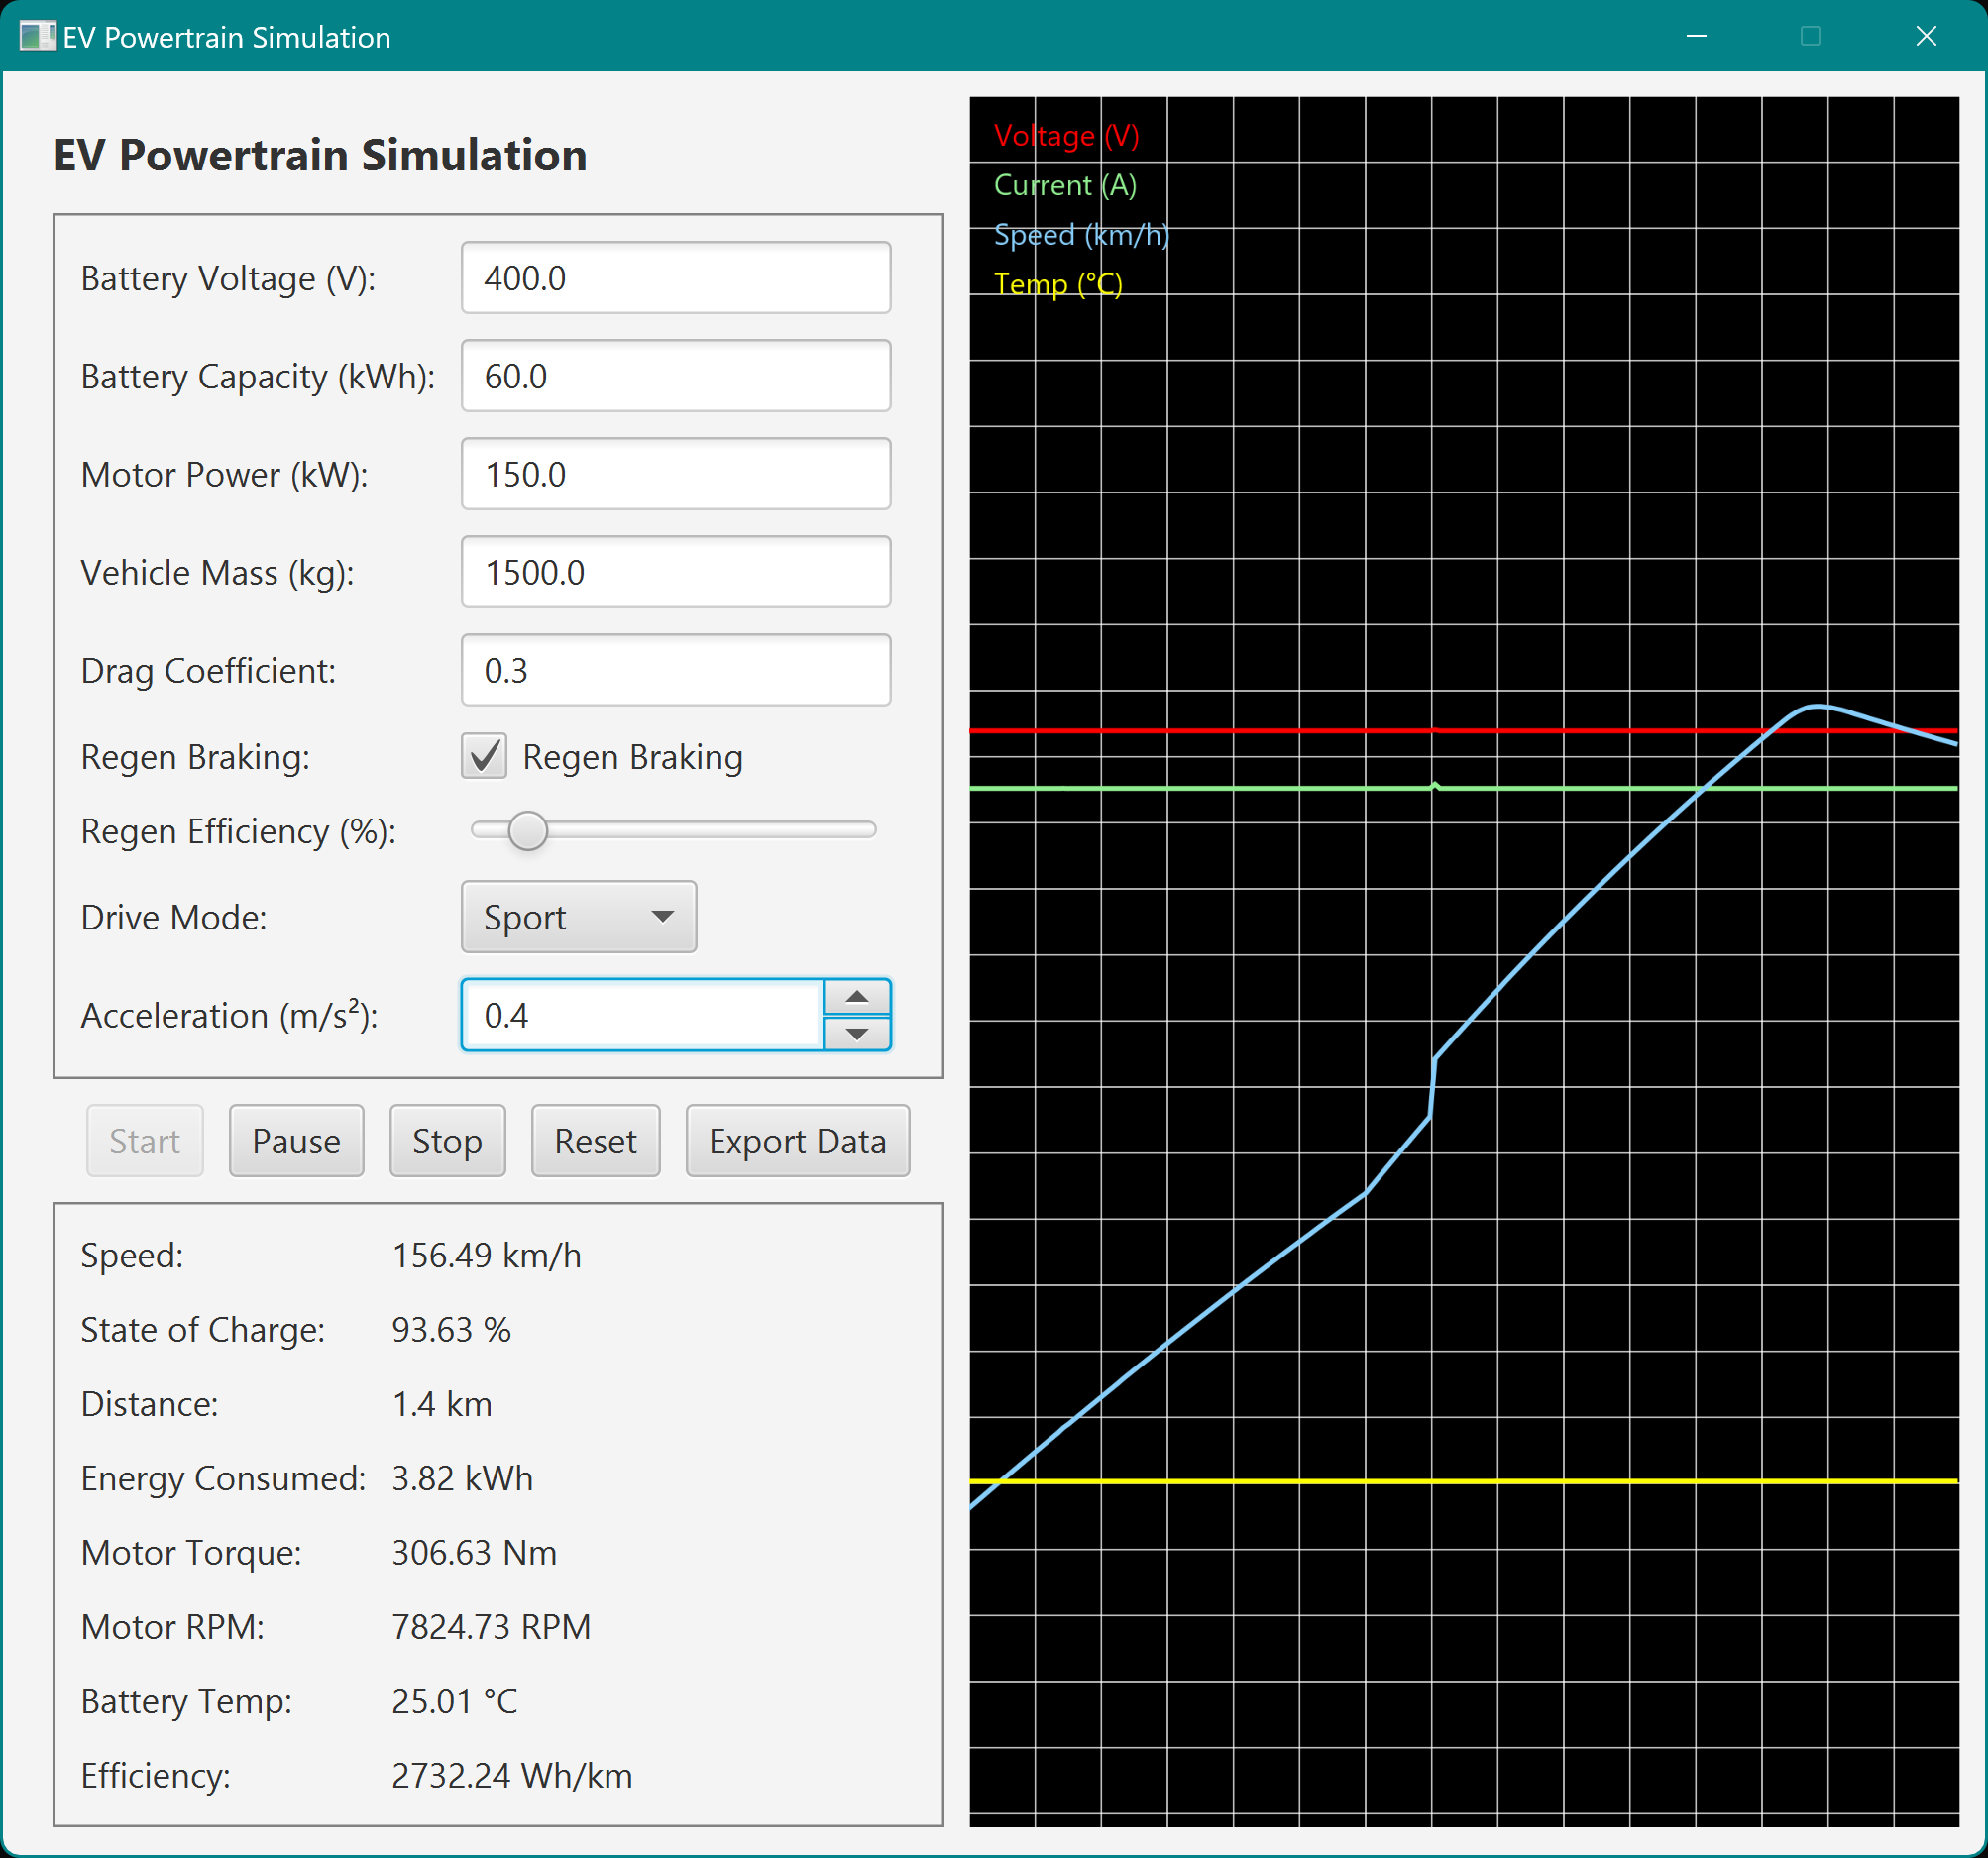 EV Powertrain Simulation
EV Powertrain Simulation
Battery Voltage (V): 400.0
Battery Capacity (kWh): 60.0
Motor Power (kW): 150.0
Vehicle Mass (kg): 1500.0
Drag Coefficient: 0.3
Regen Braking: Regen Braking
Regen Efficiency (%):
Drive Mode: Sport
Acceleration (m/s²): 0.4
Start Pause Stop Reset Export Data
Speed: 156.49 km/h
State of Charge: 93.63 %
Distance: 1.4 km
Energy Consumed: 3.82 kWh
Motor Torque: 306.63 Nm
Motor RPM: 7824.73 RPM
Battery Temp: 25.01 °C
Efficiency: 2732.24 Wh/km
Voltage (V)
Current (A)
Speed (km/h)
Temp (°C)